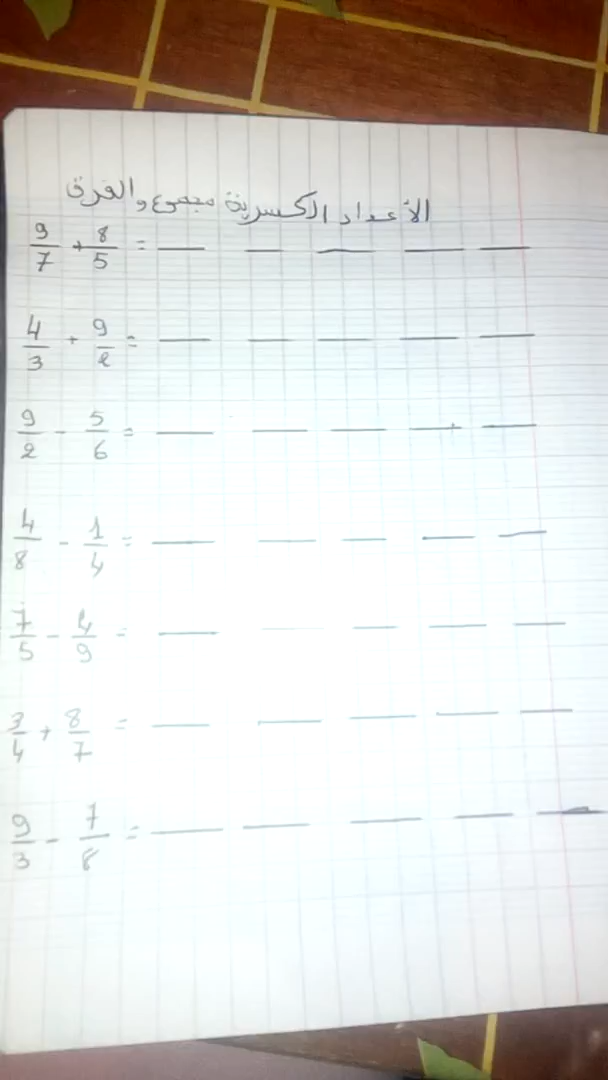 الأعداد الكسرية مجموع والفرق
9/7 + 8/5 =
4/3 + 9/2 =
9/2 - 5/6 =
4/8 - 1/4 =
7/5 - 4/9 =
3/4 + 8/7 =
9/3 - 7/8 =